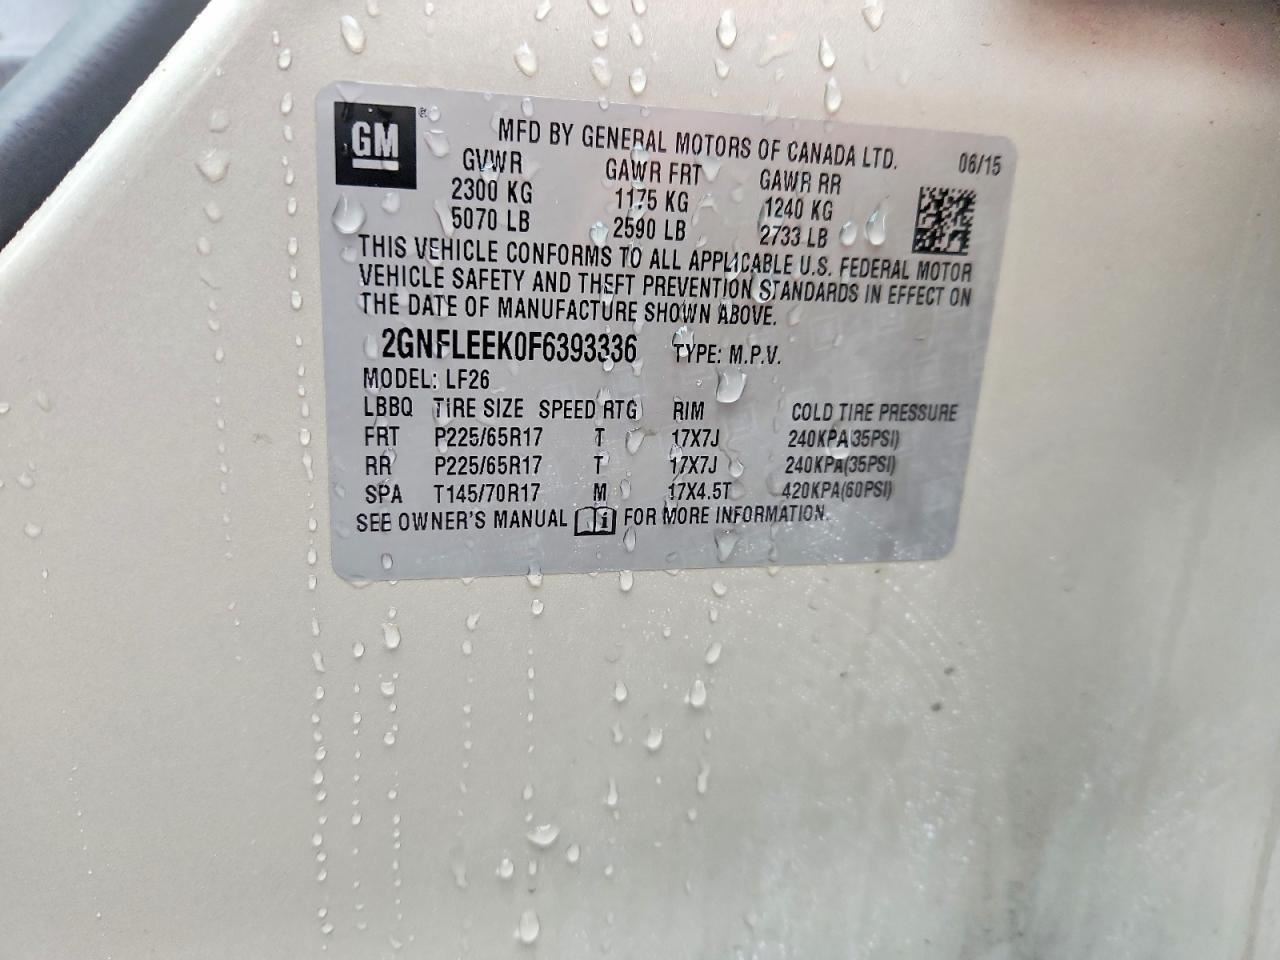 GM ®
MFD BY GENERAL MOTORS OF CANADA LTD. 06/15
GVWR GAWR FRT GAWR RR
2300 KG 1175 KG 1240 KG
5070 LB 2590 LB 2733 LB
THIS VEHICLE CONFORMS TO ALL APPLICABLE U.S. FEDERAL MOTOR
VEHICLE SAFETY AND THEFT PREVENTION STANDARDS IN EFFECT ON
THE DATE OF MANUFACTURE SHOWN ABOVE.
2GNFLEEK0F6393336 TYPE: M.P.V.
MODEL: LF26
LBBQ TIRE SIZE SPEED RTG RIM COLD TIRE PRESSURE
FRT P225/65R17 T 17X7J 240KPA(35PSI)
RR P225/65R17 T 17X7J 240KPA(35PSI)
SPA T145/70R17 M 17X4.5T 420KPA(60PSI)
SEE OWNER'S MANUAL i FOR MORE INFORMATION.